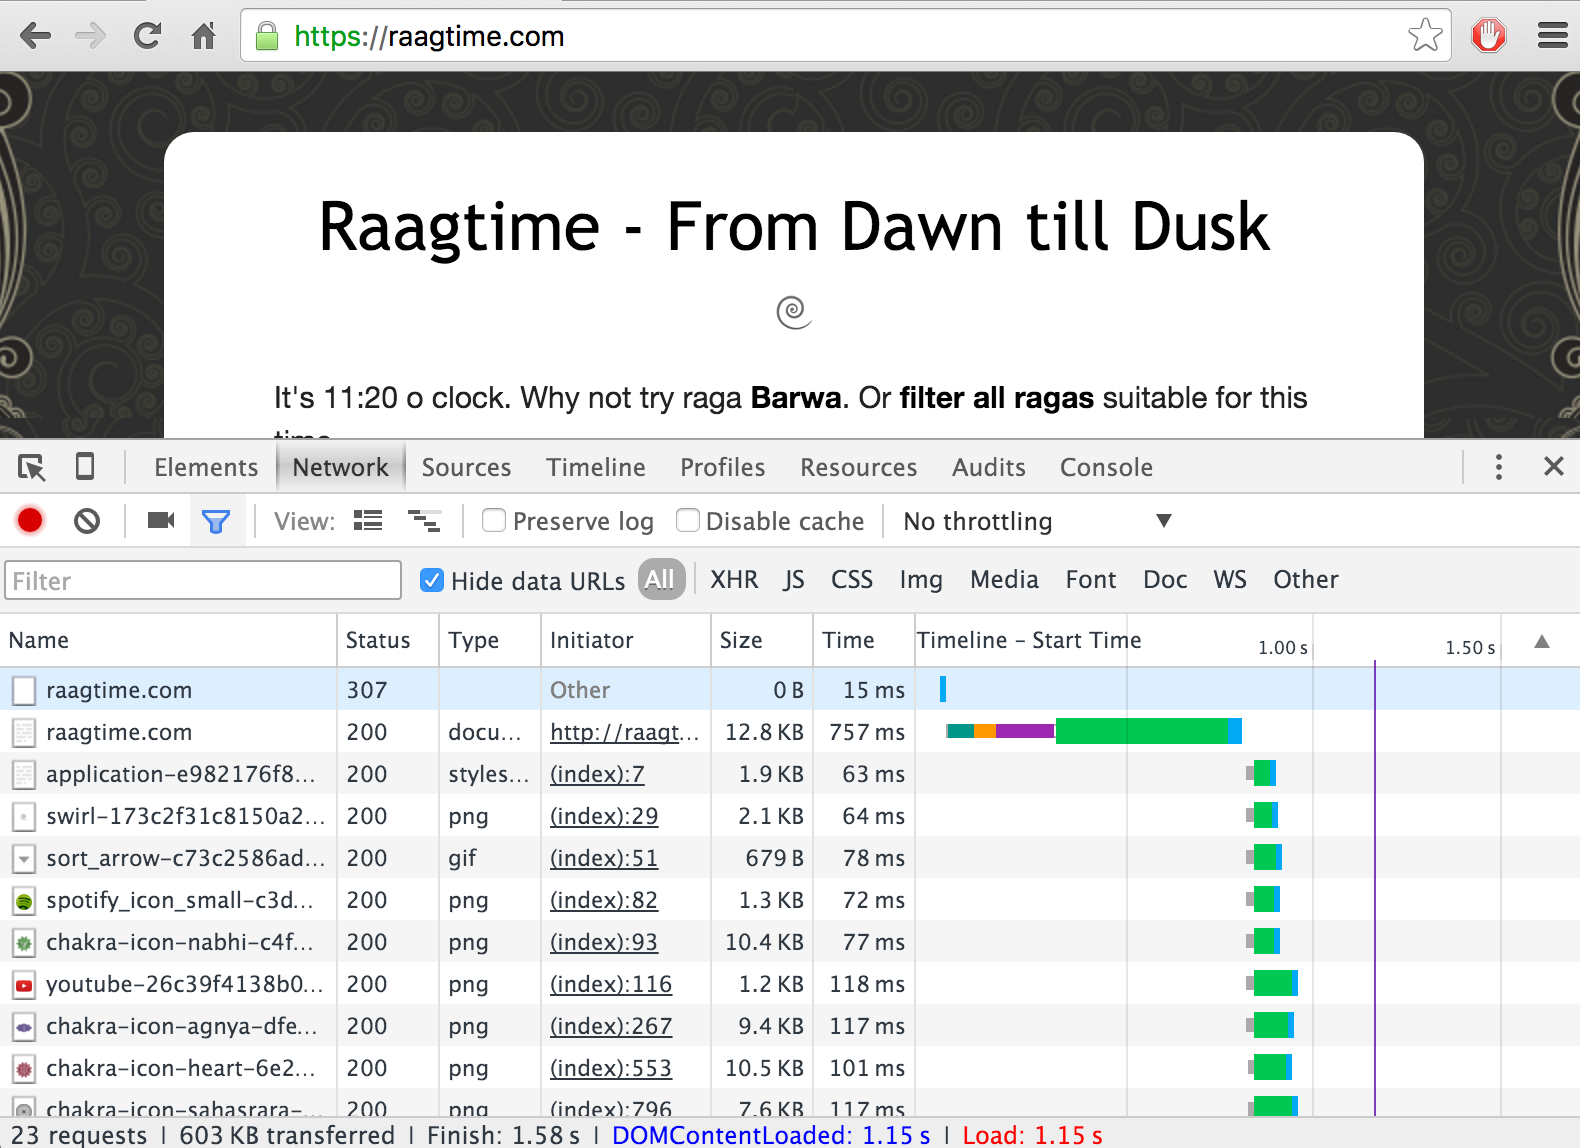 https://raagtime.com
Raagtime - From Dawn till Dusk
It's 11:20 o clock. Why not try raga Barwa. Or filter all ragas suitable for this
time
Elements Network Sources Timeline Profiles Resources Audits Console
View: Preserve log Disable cache No throttling
Filter Hide data URLs All XHR JS CSS Img Media Font Doc WS Other
Name Status Type Initiator Size Time Timeline – Start Time 1.00 s 1.50 s
raagtime.com 307 Other 0 B 15 ms
raagtime.com 200 docu... http://raagt... 12.8 KB 757 ms
application-e982176f8... 200 styles... (index):7 1.9 KB 63 ms
swirl-173c2f31c8150a2... 200 png (index):29 2.1 KB 64 ms
sort_arrow-c73c2586ad... 200 gif (index):51 679 B 78 ms
spotify_icon_small-c3d... 200 png (index):82 1.3 KB 72 ms
chakra-icon-nabhi-c4f... 200 png (index):93 10.4 KB 77 ms
youtube-26c39f4138b0... 200 png (index):116 1.2 KB 118 ms
chakra-icon-agnya-dfe... 200 png (index):267 9.4 KB 117 ms
chakra-icon-heart-6e2... 200 png (index):553 10.5 KB 101 ms
chakra-icon-sahasrara-... 200 png (index):796 7.6 KB 117 ms
23 requests | 603 KB transferred | Finish: 1.58 s | DOMContentLoaded: 1.15 s | Load: 1.15 s